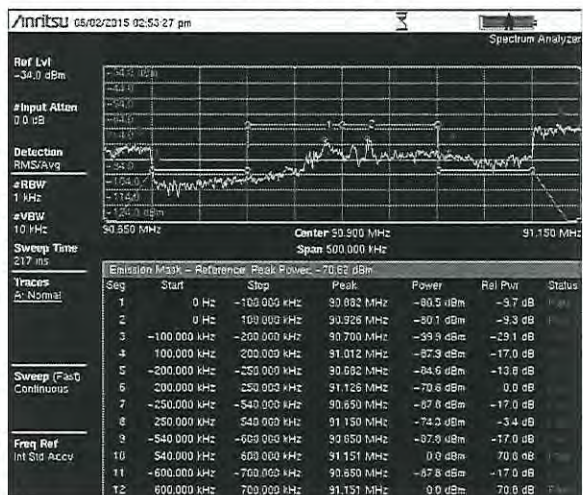 /inritsu 05/02/2015 02:53:27 pm
Spectrum Analyzer
Ref Lvl
-34.0 dBm
#Input Atten
0.0 dB
Detection
RMS/Avg
#RBW
1 kHz
#VBW
10 kHz
Sweep Time
217 ms
Traces
A: Normal
Sweep (Fast)
Continuous
Freq Ref
Int Std Accy
-104.0
-114.0
-124.0 dBm
1
2
90.650 MHz
Center 90.900 MHz
91.150 MHz
Span 500.000 kHz
Emission Mask - Reference: Peak Power, -70.62 dBm
Seg Start Stop Peak Power Rel Pwr Status
1 0 Hz -100.000 kHz 90.882 MHz -80.5 dBm -9.7 dB
2 0 Hz 100.000 kHz 90.926 MHz -80.1 dBm -9.3 dB
3 -100.000 kHz -200.000 kHz 90.700 MHz -99.9 dBm -29.1 dB
4 100.000 kHz 200.000 kHz 91.012 MHz -87.9 dBm -17.0 dB
5 -200.000 kHz -250.000 kHz 90.682 MHz -84.6 dBm -13.8 dB
6 200.000 kHz 250.000 kHz 91.126 MHz -70.8 dBm 0.0 dB
7 -250.000 kHz -540.000 kHz 90.650 MHz -87.8 dBm -17.0 dB
8 250.000 kHz 540.000 kHz 91.150 MHz -74.2 dBm -3.4 dB
9 -540.000 kHz -600.000 kHz 90.650 MHz -87.8 dBm -17.0 dB
10 540.000 kHz 600.000 kHz 91.151 MHz 0.0 dBm 70.8 dB
11 -600.000 kHz -700.000 kHz 90.650 MHz -87.8 dBm -17.0 dB
12 600.000 kHz 700.000 kHz 91.151 MHz 0.0 dBm 70.8 dB